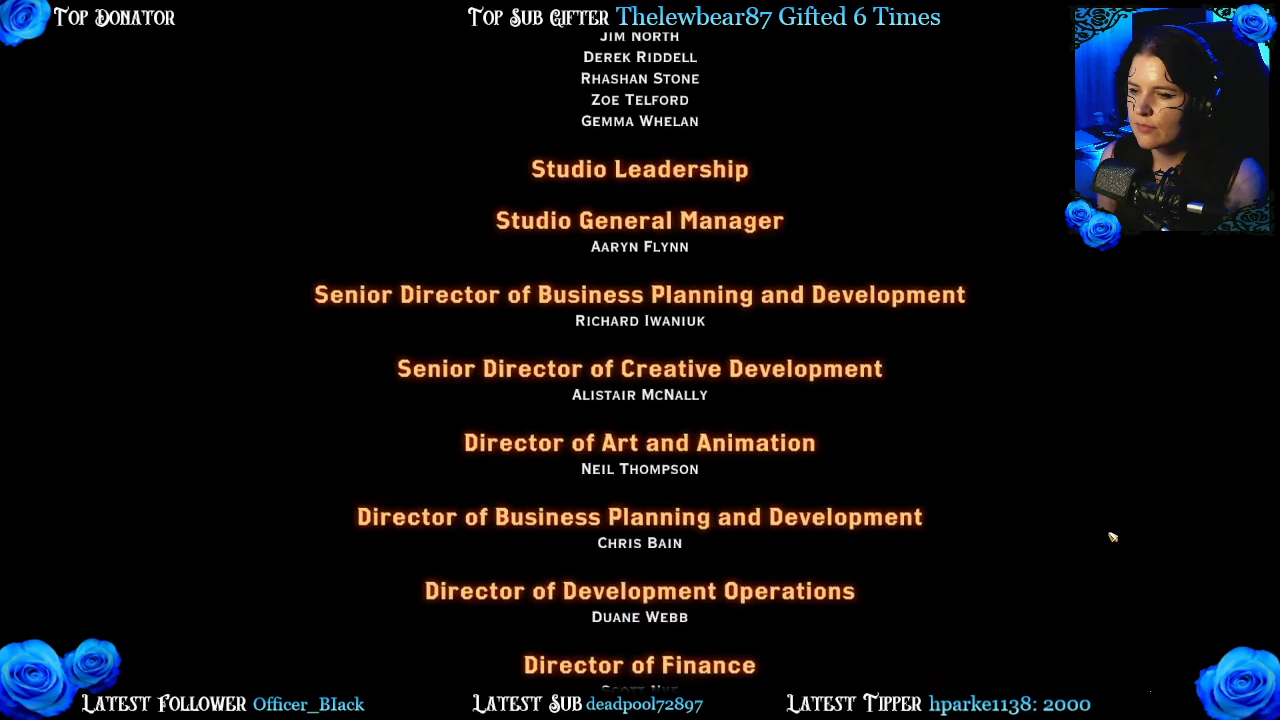 Top Donator
Top Sub Gifter Thelewbear87 Gifted 6 Times
Jim North
Derek Riddell
Rhashan Stone
Zoe Telford
Gemma Whelan
Studio Leadership
Studio General Manager
Aaryn Flynn
Senior Director of Business Planning and Development
Richard Iwaniuk
Senior Director of Creative Development
Alistair McNally
Director of Art and Animation
Neil Thompson
Director of Business Planning and Development
Chris Bain
Director of Development Operations
Duane Webb
Director of Finance
Latest Follower Officer_BIack
Latest Sub deadpool72897
Latest Tipper hparke1138: 2000